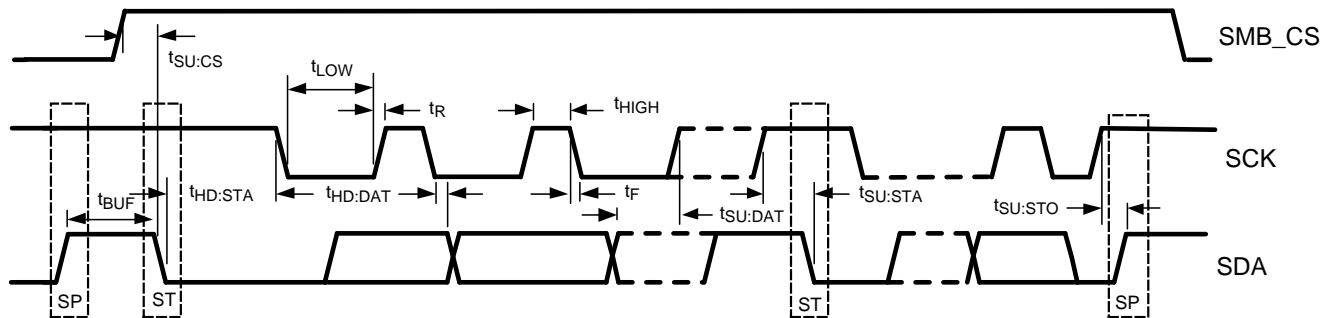 SMB_CS
tSU:CS
tLOW
tR
tHIGH
SCK
tHD:STA
tHD:DAT
tF
tSU:DAT
tSU:STA
tSU:STO
tBUF
SDA
SP
ST
ST
SP